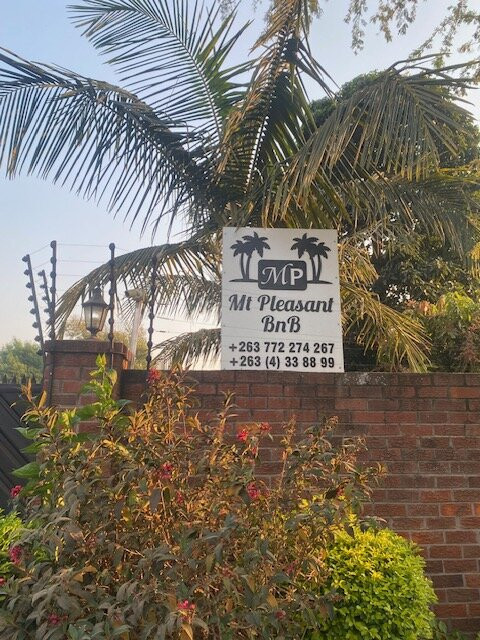 MP
Mt Pleasant
BnB
+263 772 274 267
+263 (4) 33 88 99